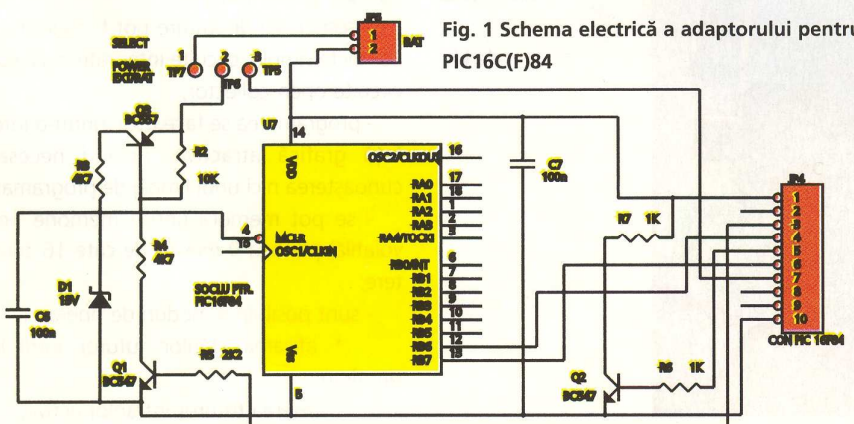 Fig. 1 Schema electrică a adaptorului pentru
PIC16C(F)84
SELECT
POWER
EXT/BAT
1
2
3
TP7
TP6
TP5
1
2
BAT
Q3
BC557
R3
4K7
R2
10K
R4
4K7
D1
15V
C6
100n
Q1
BC547
R5 2K2
SOCLU PTR.
PIC16F84
U7
14
VDD
OSC2/CLKOUT
16
RA0
17
RA1
18
RA2
1
RA3
2
RA4/TOCKI
3
4
MCLR
OSC1/CLKIN
RB0/INT
6
RB1
7
RB2
8
RB3
9
RB4
10
RB5
11
RB6
12
RB7
13
5
C7
100n
R7 1K
Q2
BC547
R6 1K
JP4
1
2
3
4
5
6
7
8
9
10
CON PIC 16F84
sunt posibile